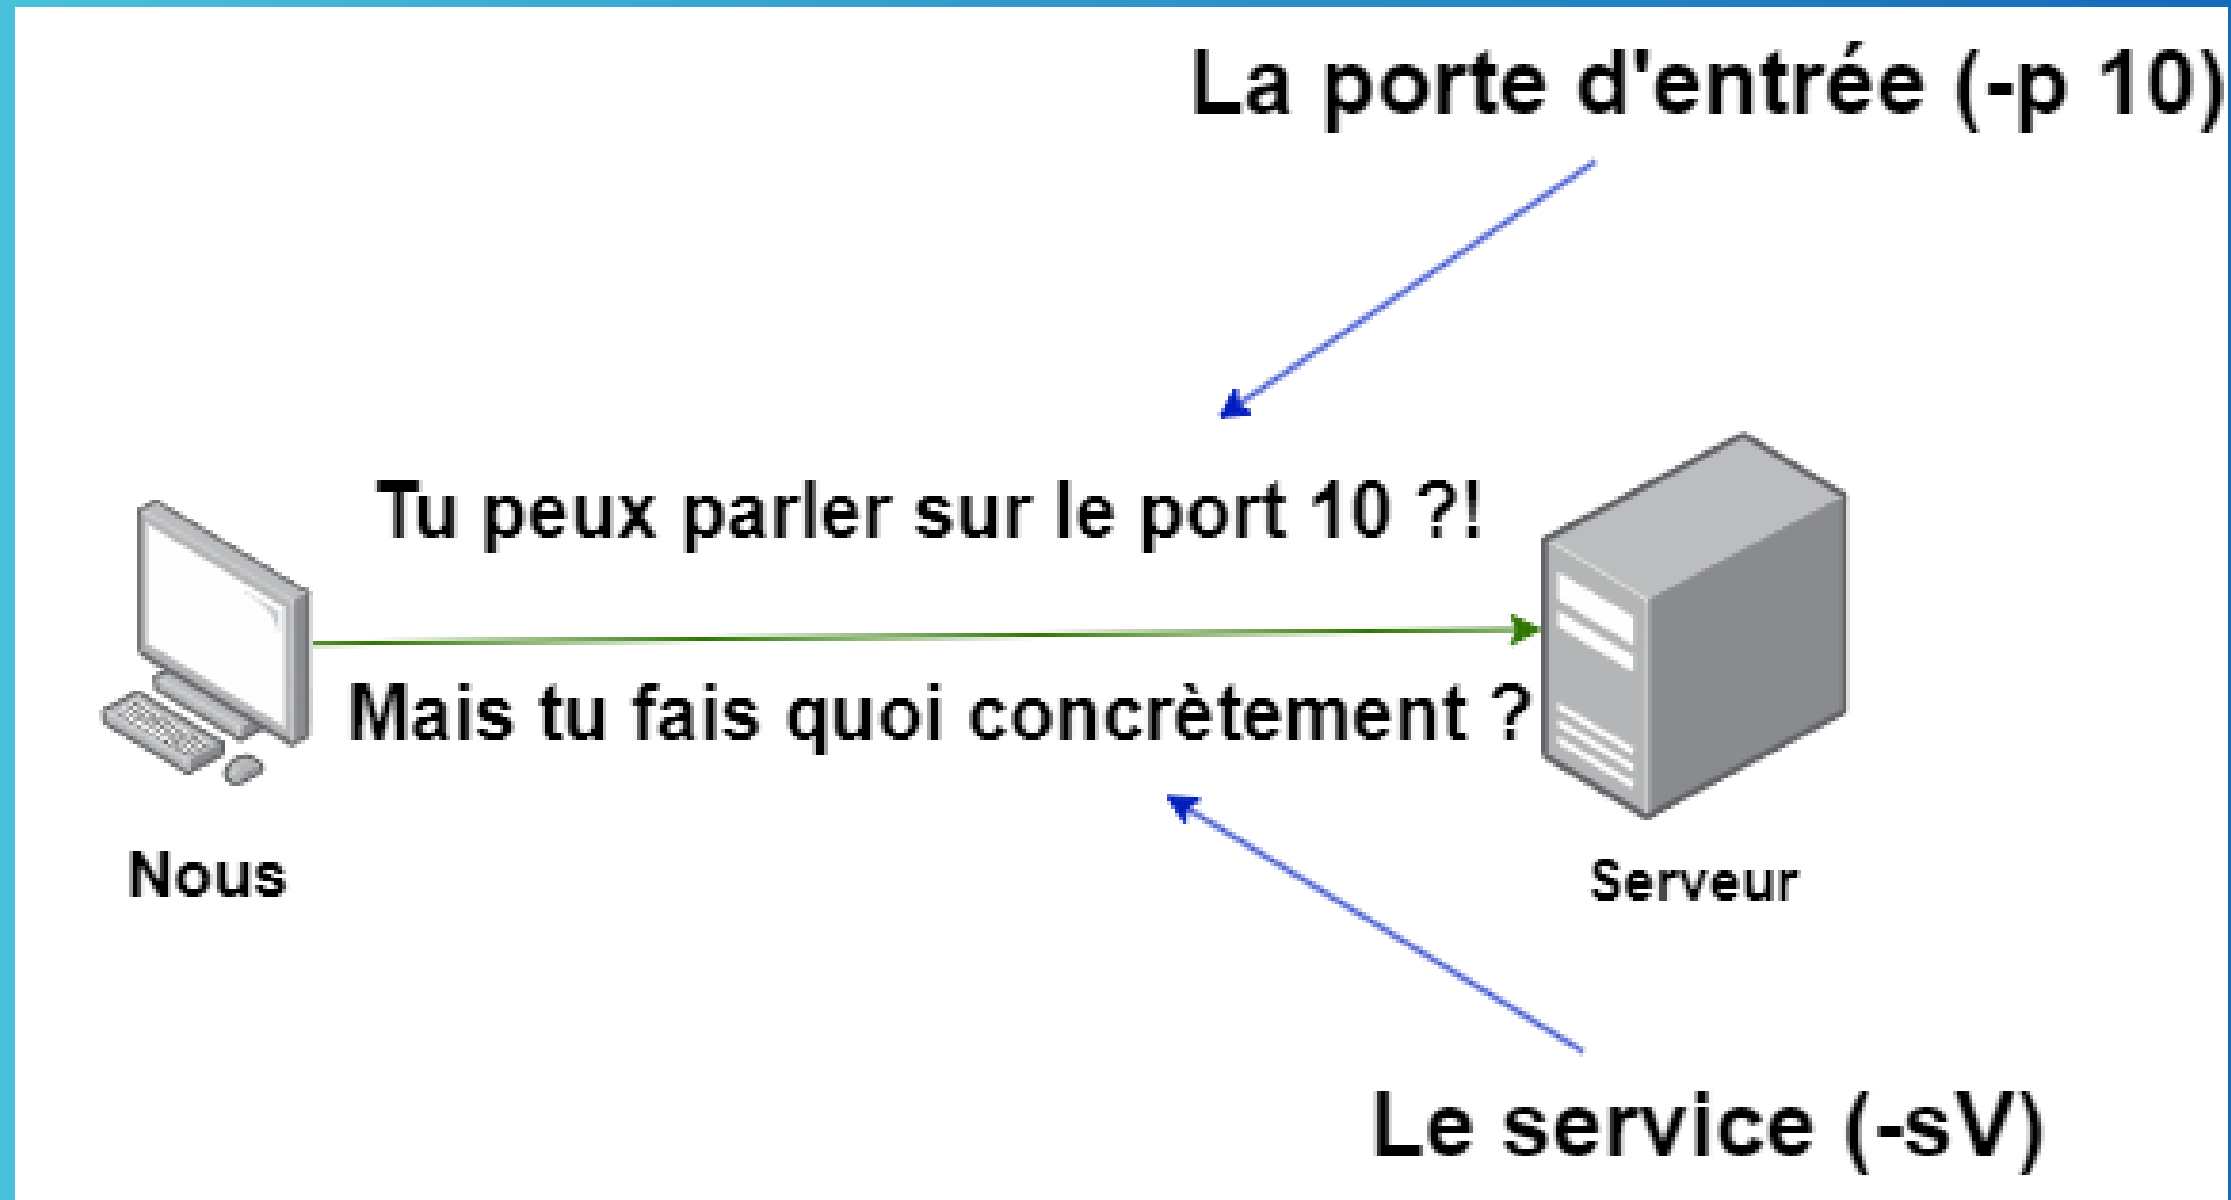 La porte d'entrée (-p 10)
Tu peux parler sur le port 10 ?!
Mais tu fais quoi concrètement ?
Nous
Serveur
Le service (-sV)